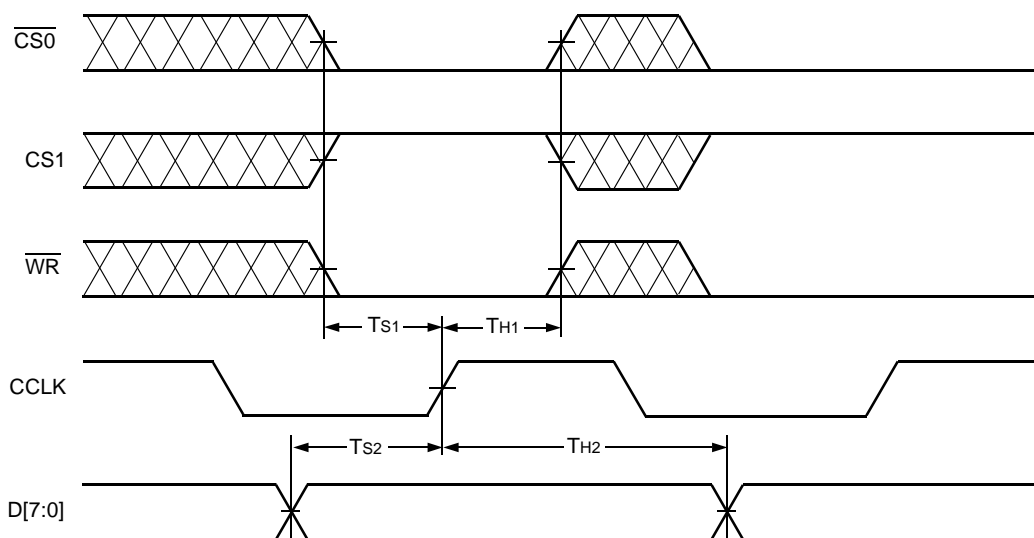 CS0
CS1
WR
TS1 TH1
CCLK
TS2 TH2
D[7:0]